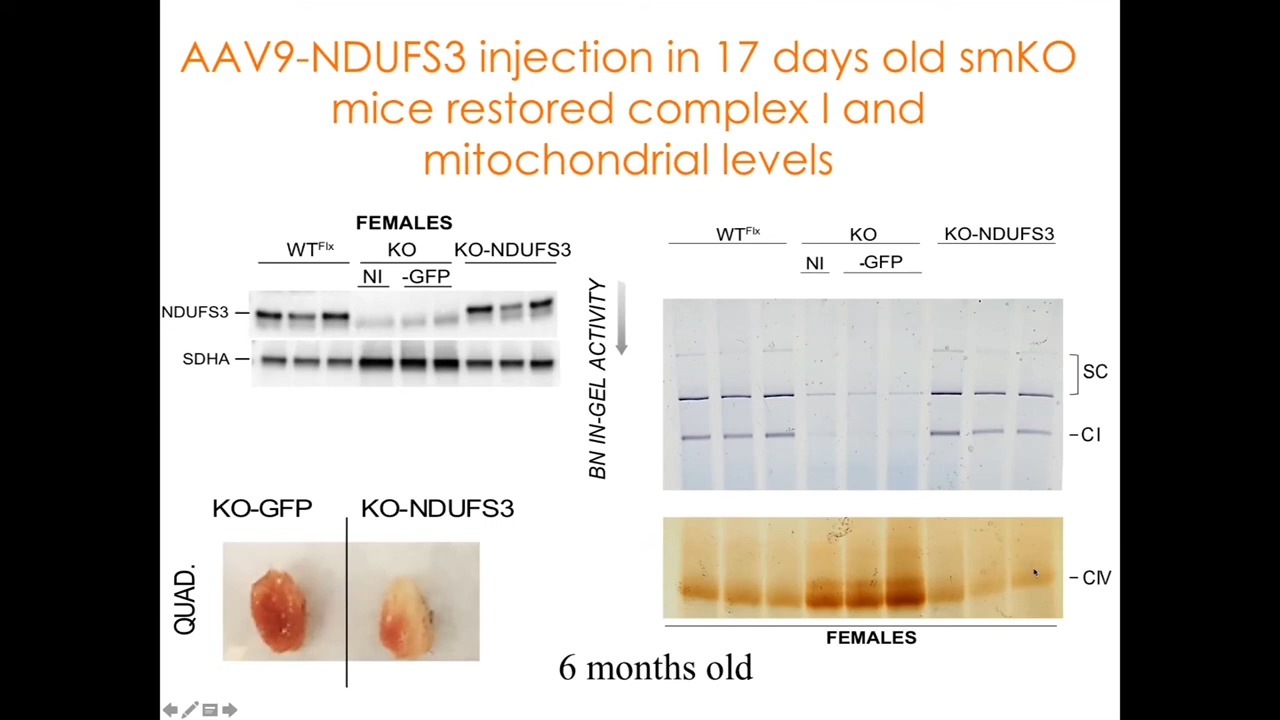 AAV9-NDUFS3 injection in 17 days old smKO
mice restored complex I and
mitochondrial levels
FEMALES
WTFlx KO KO-NDUFS3
NI -GFP
NDUFS3
SDHA
KO-GFP KO-NDUFS3
QUAD.
BN IN-GEL ACTIVITY
WTFlx KO KO-NDUFS3
NI -GFP
SC
CI
CIV
FEMALES
6 months old